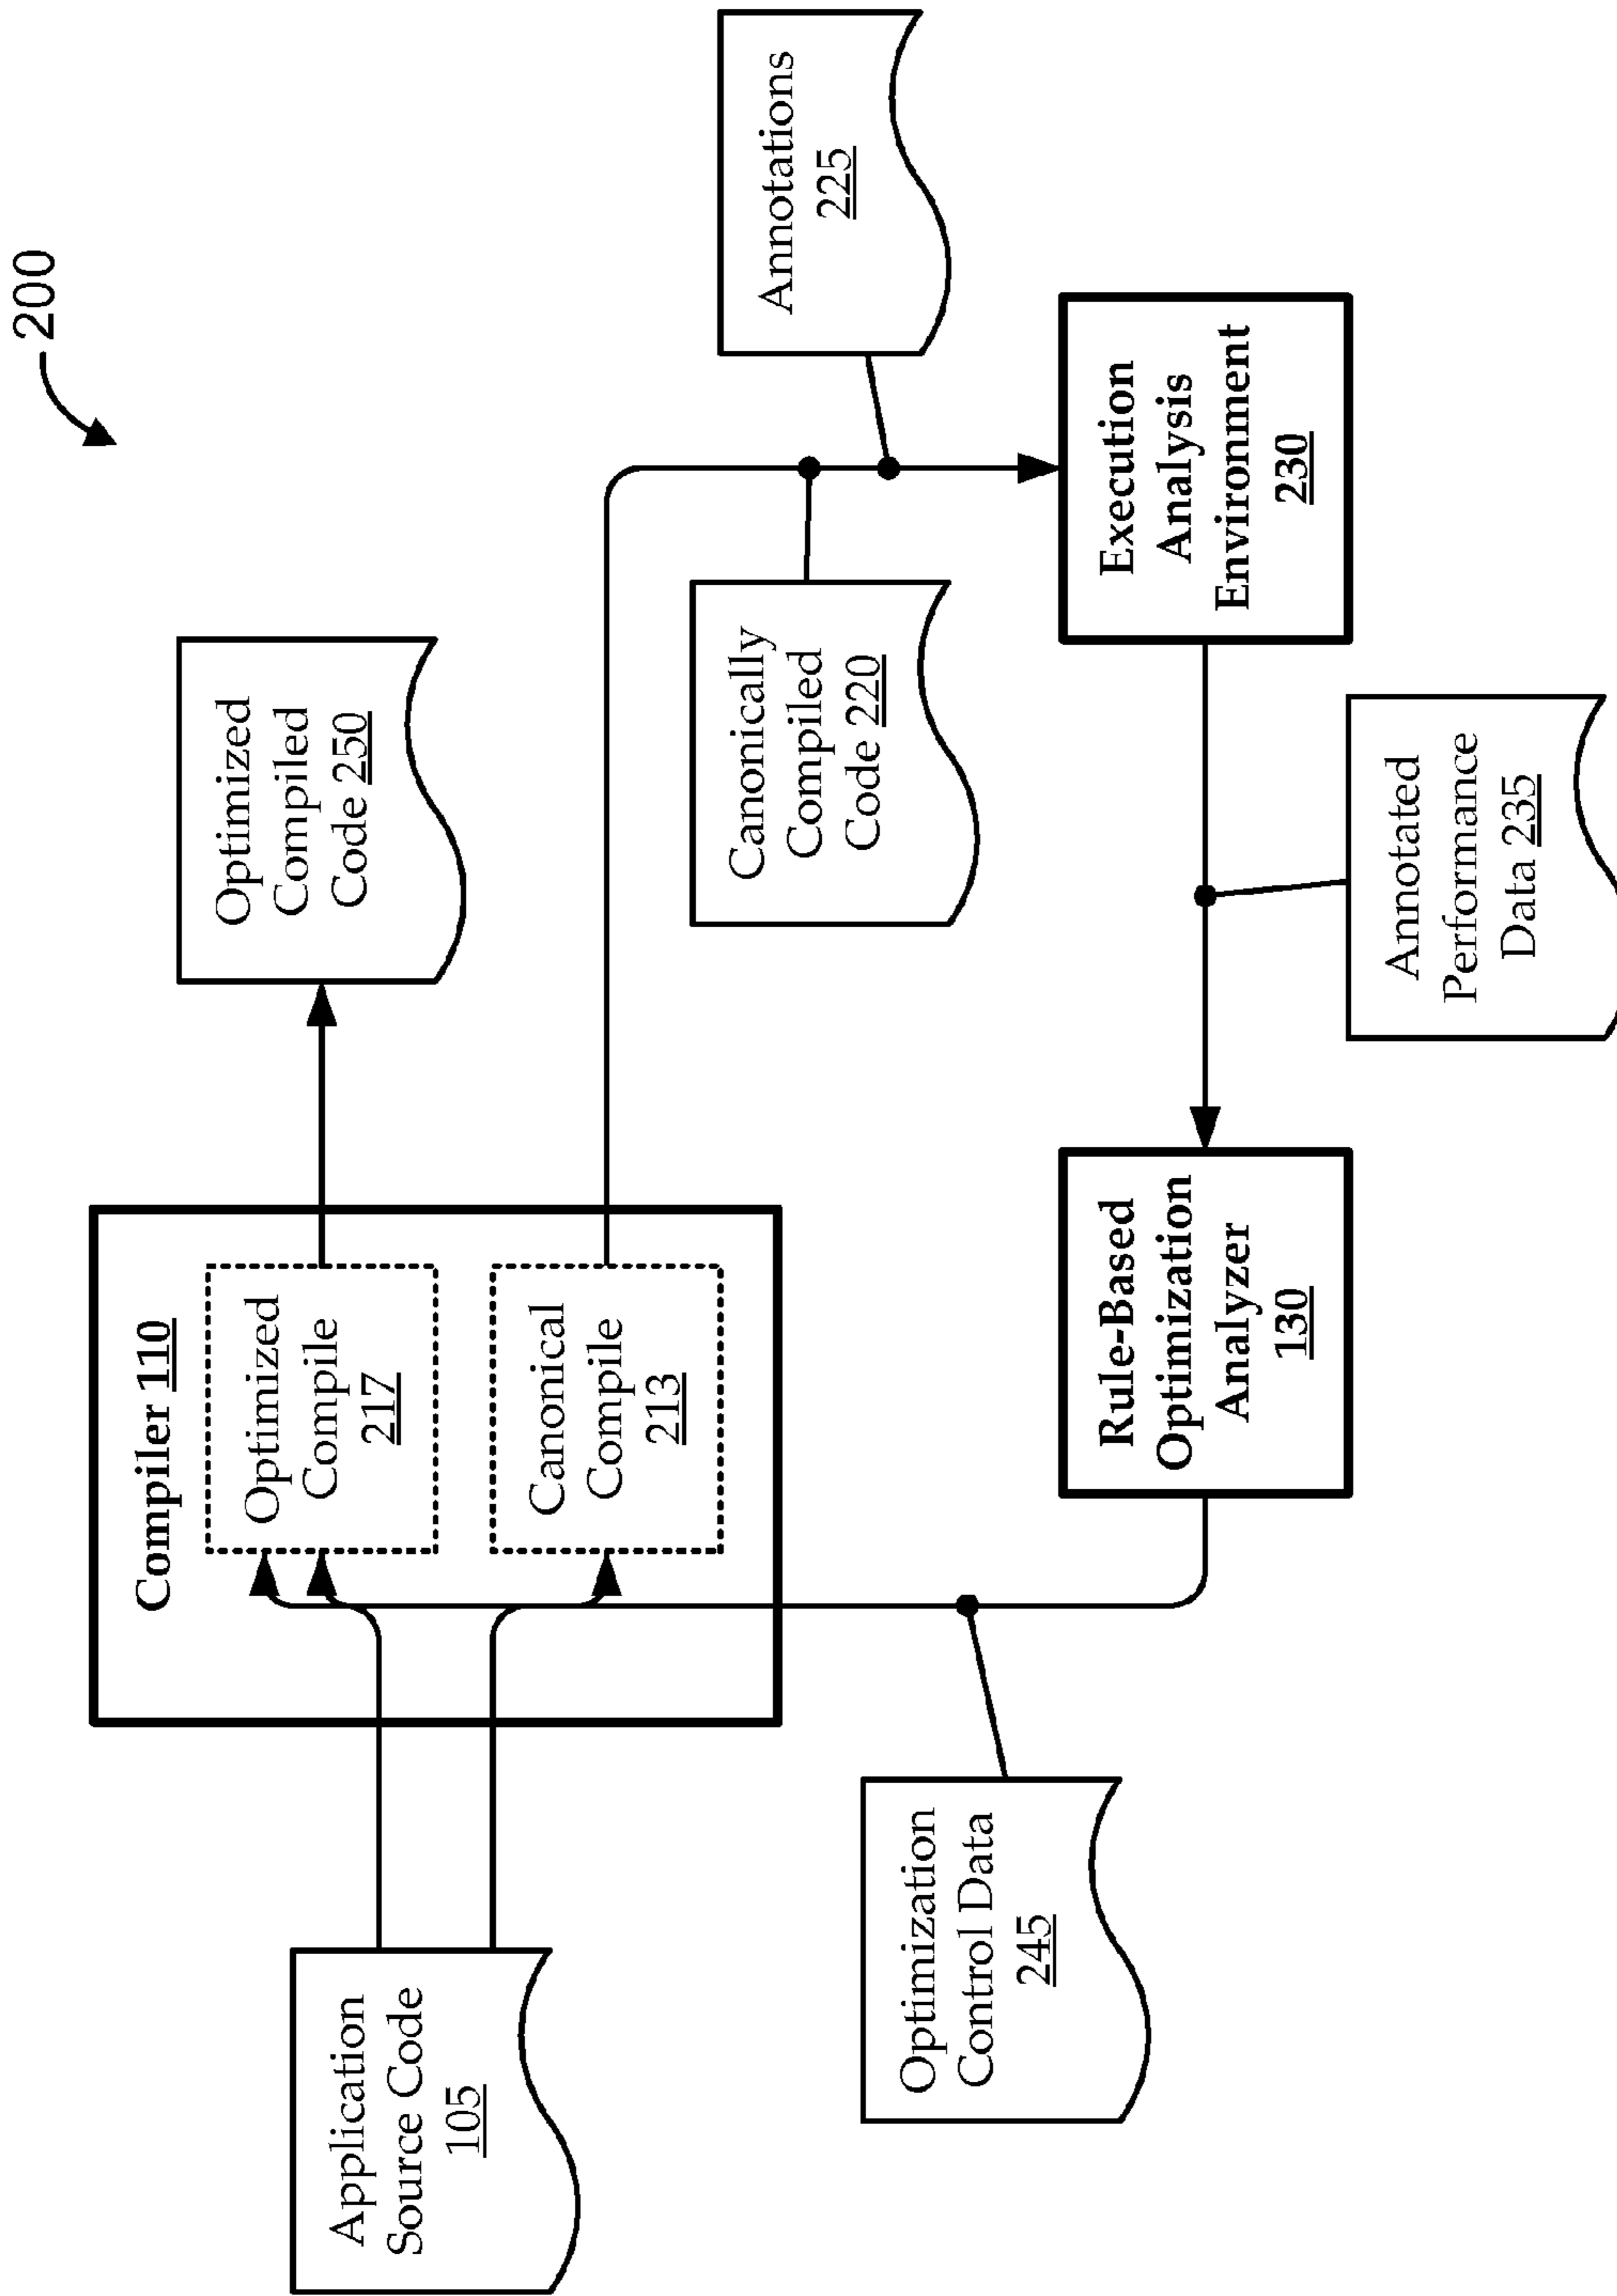 200
Application
Source Code
105
Compiler 110
Optimized
Compile
217
Canonical
Compile
213
Optimized
Compiled
Code 250
Optimization
Control Data
245
Canonically
Compiled
Code 220
Annotations
225
Rule-Based
Optimization
Analyzer
130
Execution
Analysis
Environment
230
Annotated
Performance
Data 235